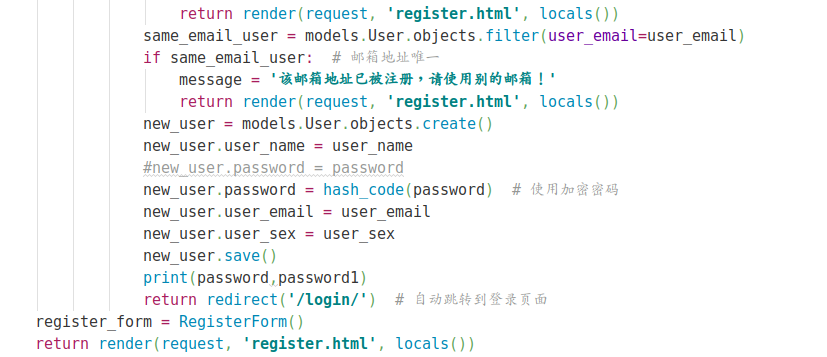 return render(request, 'register.html', locals())
same_email_user = models.User.objects.filter(user_email=user_email)
if same_email_user:  # 邮箱地址唯一
message = '该邮箱地址已被注册，请使用别的邮箱！'
return render(request, 'register.html', locals())
new_user = models.User.objects.create()
new_user.user_name = user_name
#new_user.password = password
new_user.password = hash_code(password)  # 使用加密密码
new_user.user_email = user_email
new_user.user_sex = user_sex
new_user.save()
print(password,password1)
return redirect('/login/')  # 自动跳转到登录页面
register_form = RegisterForm()
return render(request, 'register.html', locals())